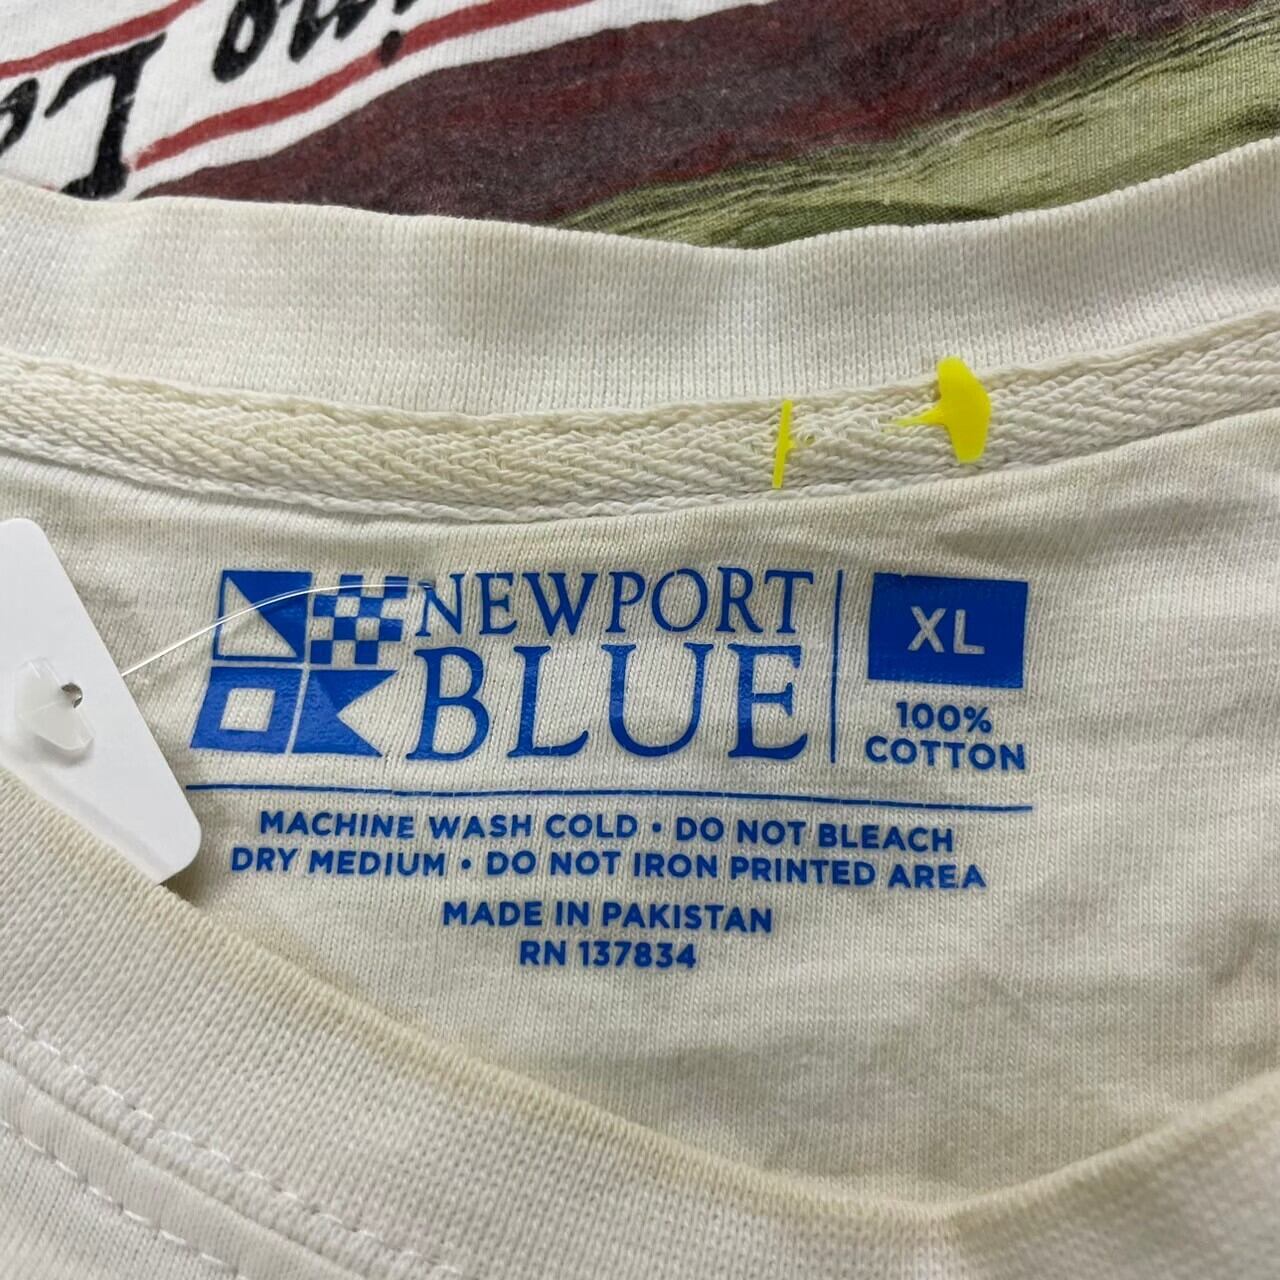 NEWPORT
BLUE
XL
100%
COTTON
MACHINE WASH COLD • DO NOT BLEACH
DRY MEDIUM • DO NOT IRON PRINTED AREA
MADE IN PAKISTAN
RN 137834